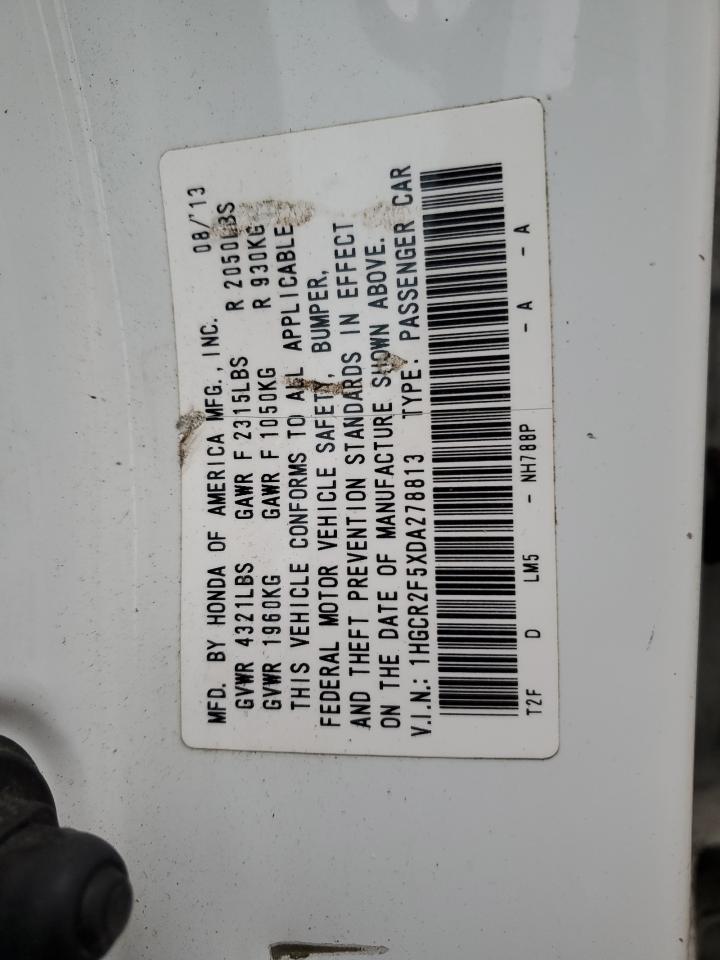 MFD. BY HONDA OF AMERICA MFG., INC. 08/'13
GVWR 4321LBS GAWR F 2315LBS R 2050LBS
GVWR 1960KG GAWR F 1050KG R 930KG
THIS VEHICLE CONFORMS TO ALL APPLICABLE
FEDERAL MOTOR VEHICLE SAFETY, BUMPER,
AND THEFT PREVENTION STANDARDS IN EFFECT
ON THE DATE OF MANUFACTURE SHOWN ABOVE.
V.I.N.: 1HGCR2F5XDA278813 TYPE: PASSENGER CAR
T2F D LM5 - NH788P - A - A